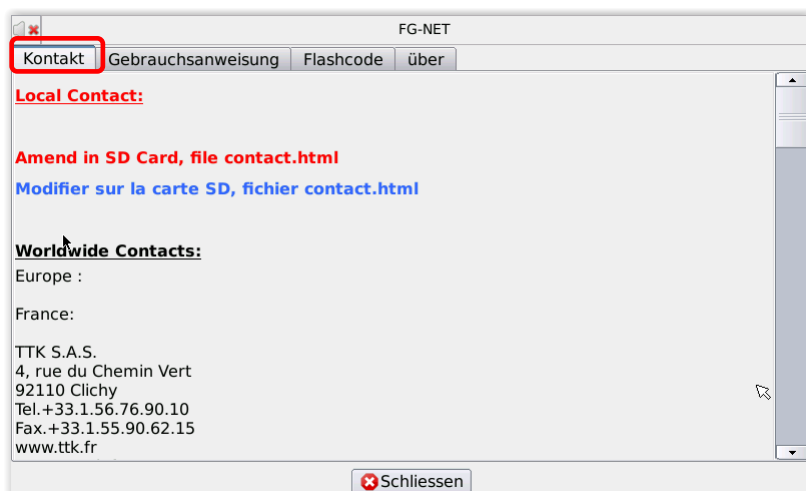 FG-NET
Kontakt Gebrauchsanweisung Flashcode über
Local Contact:
Amend in SD Card, file contact.html
Modifier sur la carte SD, fichier contact.html
Worldwide Contacts:
Europe :
France:
TTK S.A.S.
4, rue du Chemin Vert
92110 Clichy
Tel.+33.1.56.76.90.10
Fax.+33.1.55.90.62.15
www.ttk.fr
Schliessen